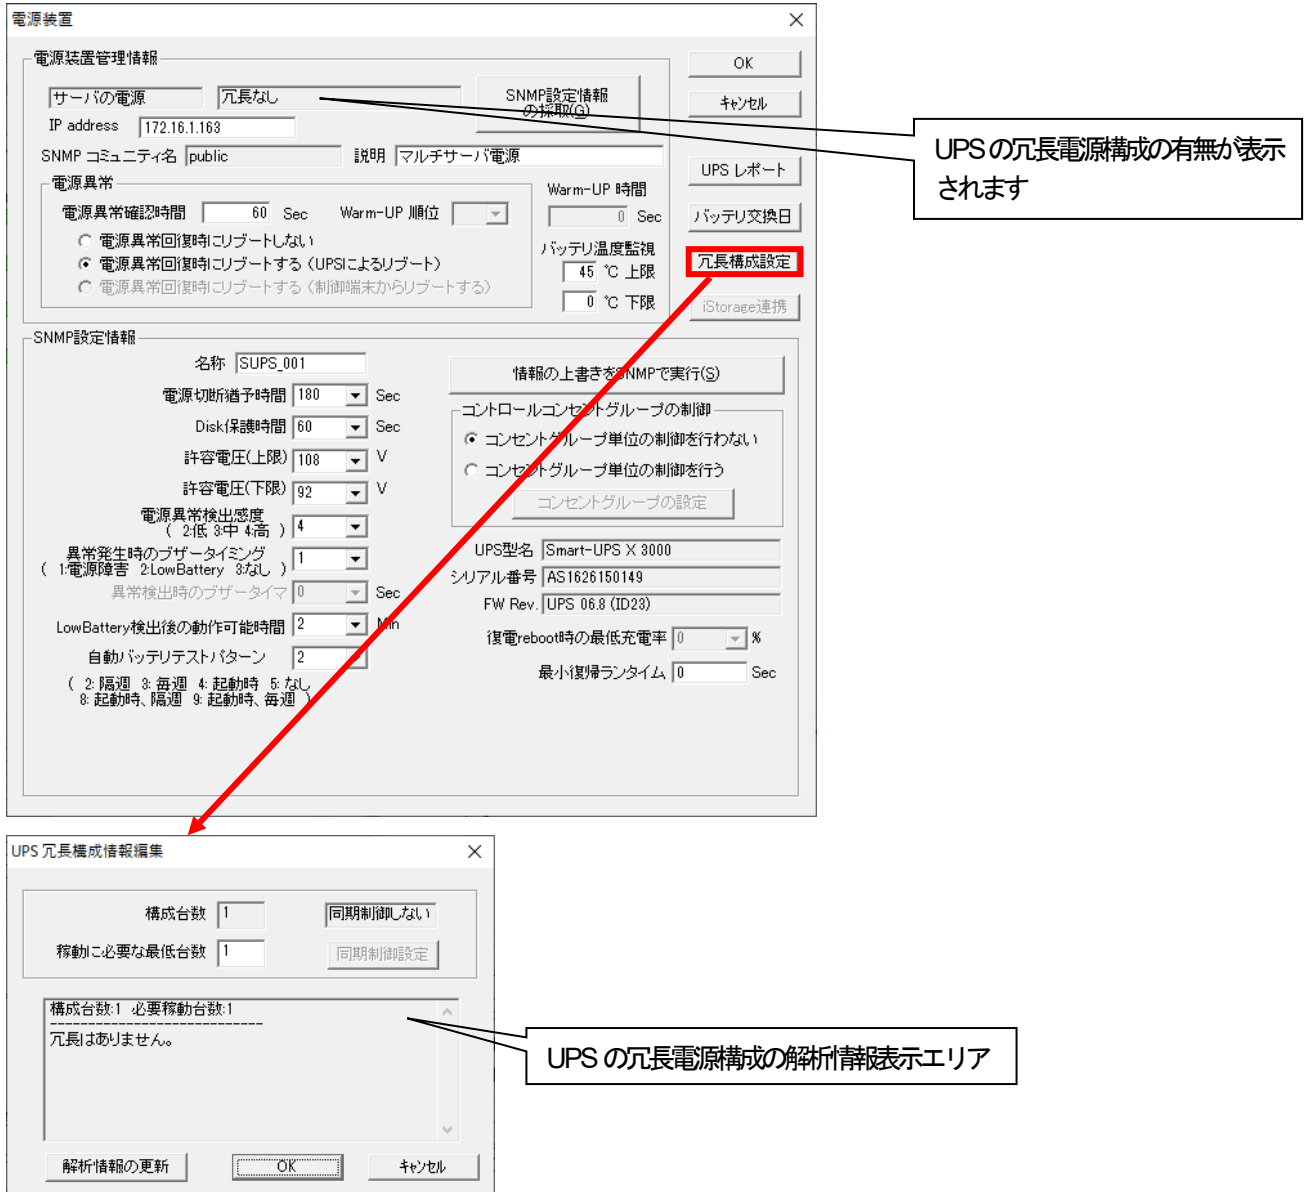 電源装置
電源装置管理情報
サーバの電源 冗長なし
SNMP設定情報
の採取(G)
OK
キャンセル
IP address 172.16.1.163
SNMP コミュニティ名 public 説明 マルチサーバ電源
UPSの冗長電源構成の有無が表示
されます
UPS レポート
電源異常
電源異常確認時間 60 Sec Warm-UP 順位
Warm-UP 時間
0 Sec
バッテリ交換日
電源異常回復時にリブートしない
電源異常回復時にリブートする（UPSによるリブート）
電源異常回復時にリブートする（制御端末からリブートする）
バッテリ温度監視
45 ℃ 上限
0 ℃ 下限
冗長構成設定
iStorage連携
SNMP設定情報
名称 SUPS_001
電源切断猶予時間 180 Sec
Disk保護時間 60 Sec
許容電圧(上限) 108 V
許容電圧(下限) 92 V
電源異常検出感度
( 2:低 3:中 4:高 ) 4
異常発生時のブザータイミング
( 1:電源障害 2:LowBattery 3:なし ) 1
異常検出時のブザータイマ 0 Sec
LowBattery検出後の動作可能時間 2 Min
自動バッテリテストパターン 2
( 2: 隔週 3: 毎週 4: 起動時 5: なし
8: 起動時、隔週 9: 起動時、毎週 )
情報の上書きをSNMPで実行(S)
コントロールコンセントグループの制御
コンセントグループ単位の制御を行わない
コンセントグループ単位の制御を行う
コンセントグループの設定
UPS型名 Smart-UPS X 3000
シリアル番号 AS1626150149
FW Rev. UPS 06.8 (ID23)
復電reboot時の最低充電率 0 %
最小復帰ランタイム 0 Sec
UPS 冗長構成情報編集
構成台数 1 同期制御しない
稼動に必要な最低台数 1 同期制御設定
構成台数:1 必要稼動台数:1
----------------------------
冗長はありません。
UPS の冗長電源構成の解析情報表示エリア
解析情報の更新 OK キャンセル